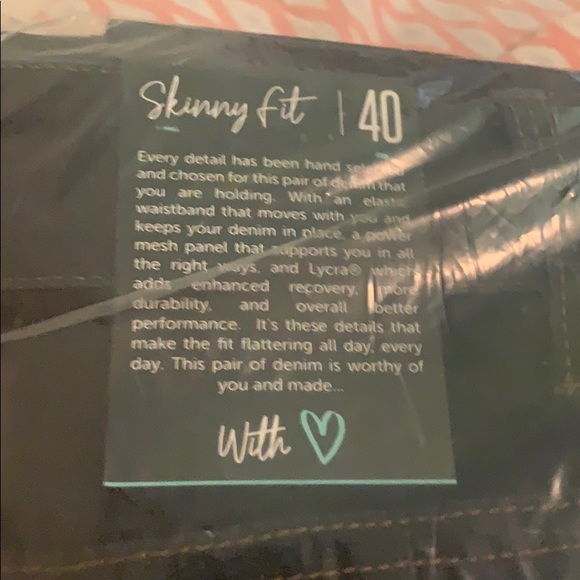 Skinny fit | 40
Every detail has been hand
and chosen for this pair of denim that
you are holding. With an elastic
waistband that moves with you and
keeps your denim in place, a power
mesh panel that supports you in all
the right ways, and Lycra® which
adds enhanced recovery, more
durability, and overall better
performance. It's these details that
make the fit flattering all day, every
day. This pair of denim is worthy of
you and made...
With